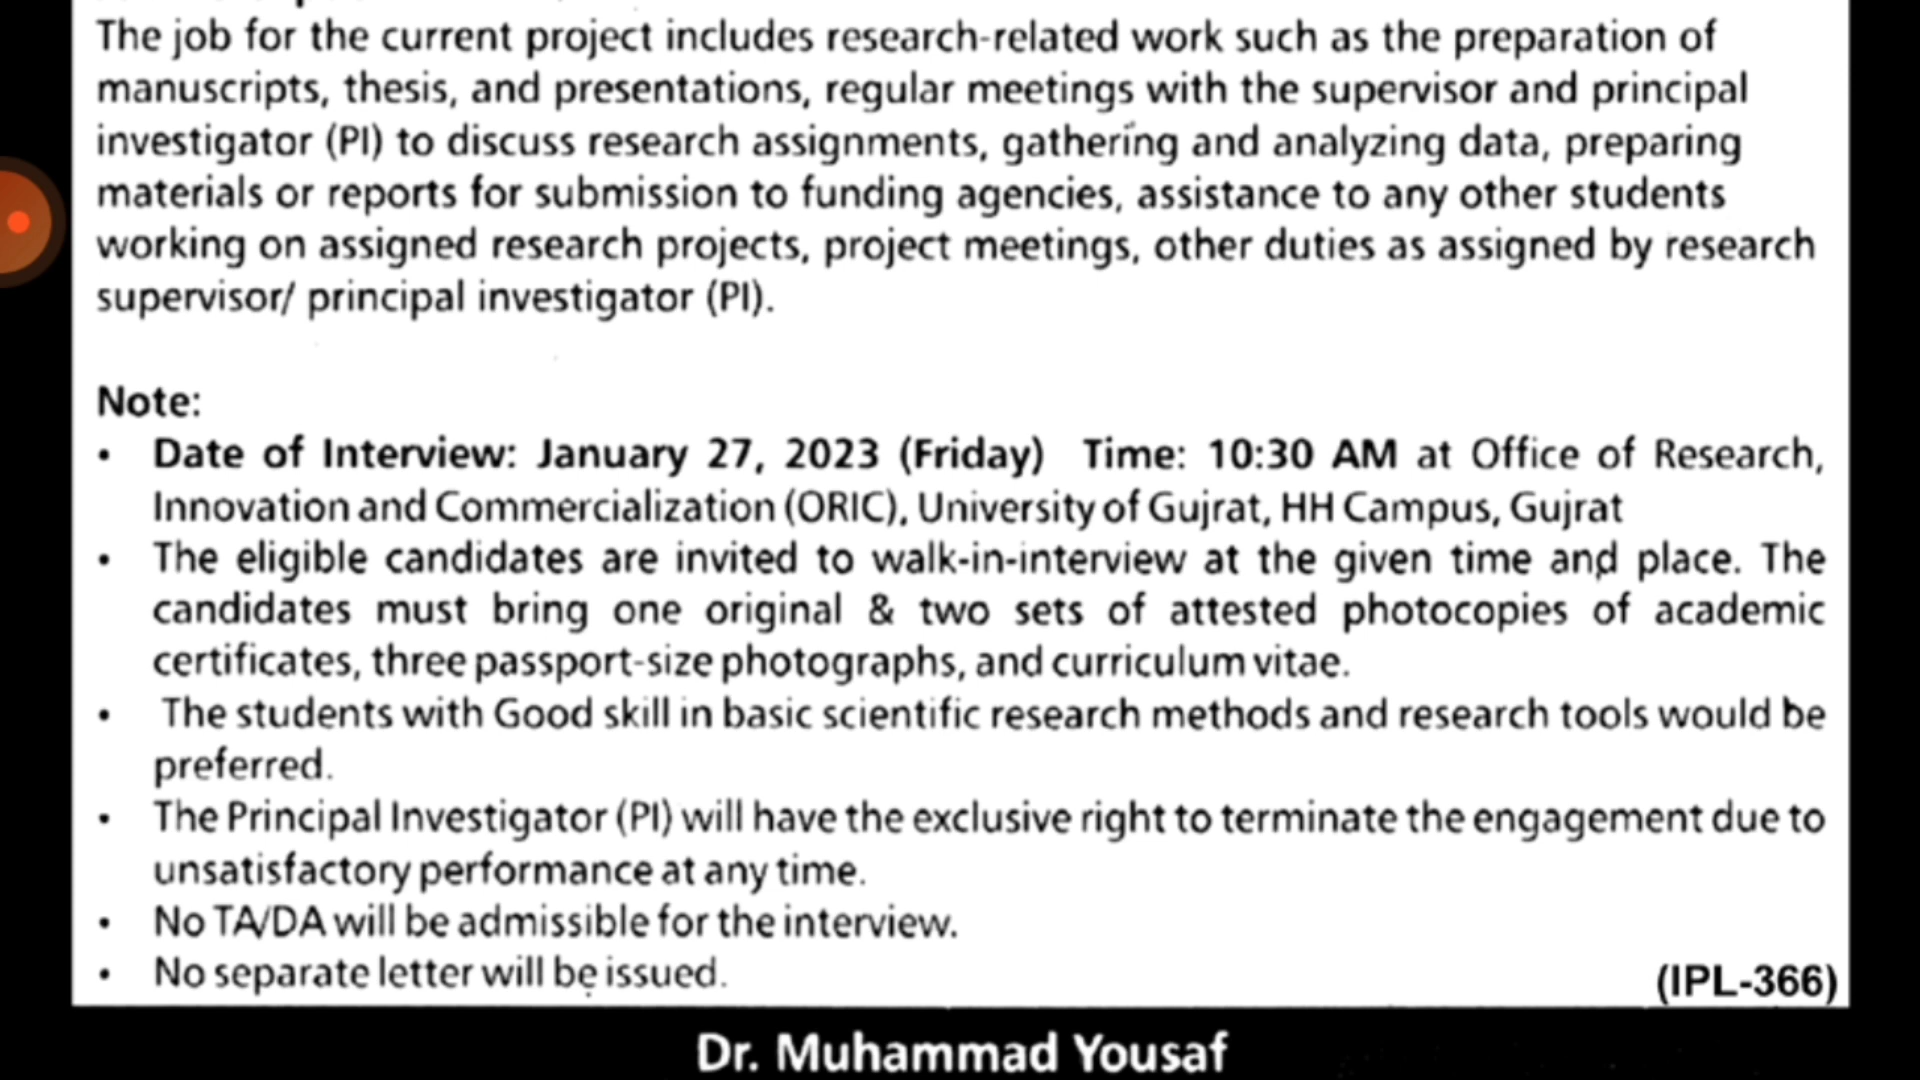 The job for the current project includes research-related work such as the preparation of
manuscripts, thesis, and presentations, regular meetings with the supervisor and principal
investigator (PI) to discuss research assignments, gathering and analyzing data, preparing
materials or reports for submission to funding agencies, assistance to any other students
working on assigned research projects, project meetings, other duties as assigned by research
supervisor/ principal investigator (PI).
Note:
• Date of Interview: January 27, 2023 (Friday) Time: 10:30 AM at Office of Research,
Innovation and Commercialization (ORIC), University of Gujrat, HH Campus, Gujrat
• The eligible candidates are invited to walk-in-interview at the given time and place. The
candidates must bring one original & two sets of attested photocopies of academic
certificates, three passport-size photographs, and curriculum vitae.
• The students with Good skill in basic scientific research methods and research tools would be
preferred.
• The Principal Investigator (PI) will have the exclusive right to terminate the engagement due to
unsatisfactory performance at any time.
• No TA/DA will be admissible for the interview.
• No separate letter will be issued.
(IPL-366)
Dr. Muhammad Yousaf